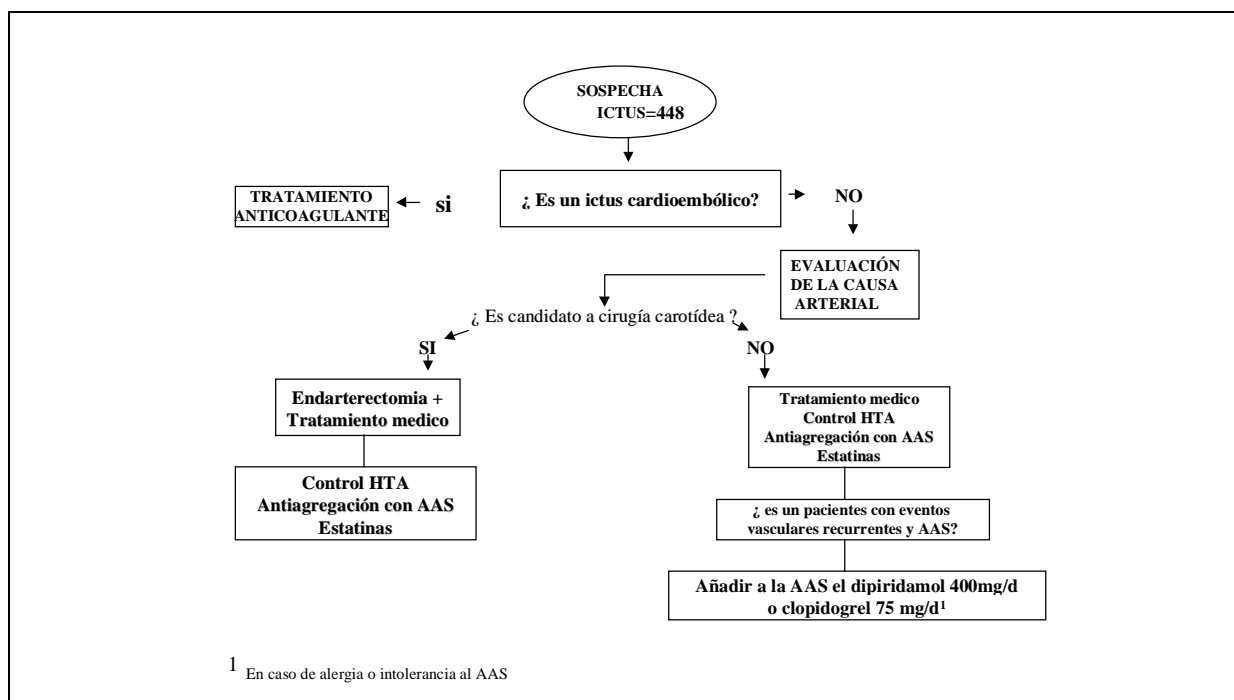 SOSPECHA
ICTUS=448
¿ Es un ictus cardioembólico?
si
TRATAMIENTO
ANTICOAGULANTE
NO
EVALUACIÓN
DE LA CAUSA
ARTERIAL
¿ Es candidato a cirugía carotídea ?
SI
Endarterectomia +
Tratamiento medico
Control HTA
Antiagregación con AAS
Estatinas
NO
Tratamiento medico
Control HTA
Antiagregación con AAS
Estatinas
¿ es un pacientes con eventos
vasculares recurrentes y AAS?
Añadir a la AAS el dipiridamol 400mg/d
o clopidogrel 75 mg/d¹
1 En caso de alergia o intolerancia al AAS